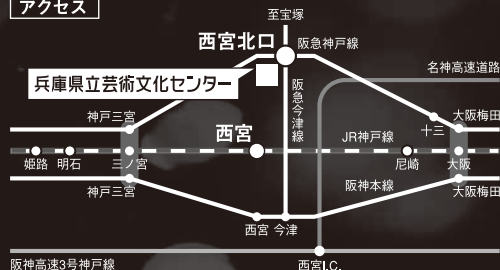 アクセス
至宝塚
西宮北口
阪急神戸線
兵庫県立芸術文化センター
名神高速道路
阪急今津線
神戸三宮
十三
大阪梅田
西宮
JR神戸線
姫路
明石
三ノ宮
尼崎
大阪
神戸三宮
阪神本線
大阪梅田
西宮
今津
阪神高速3号神戸線
西宮I.C.